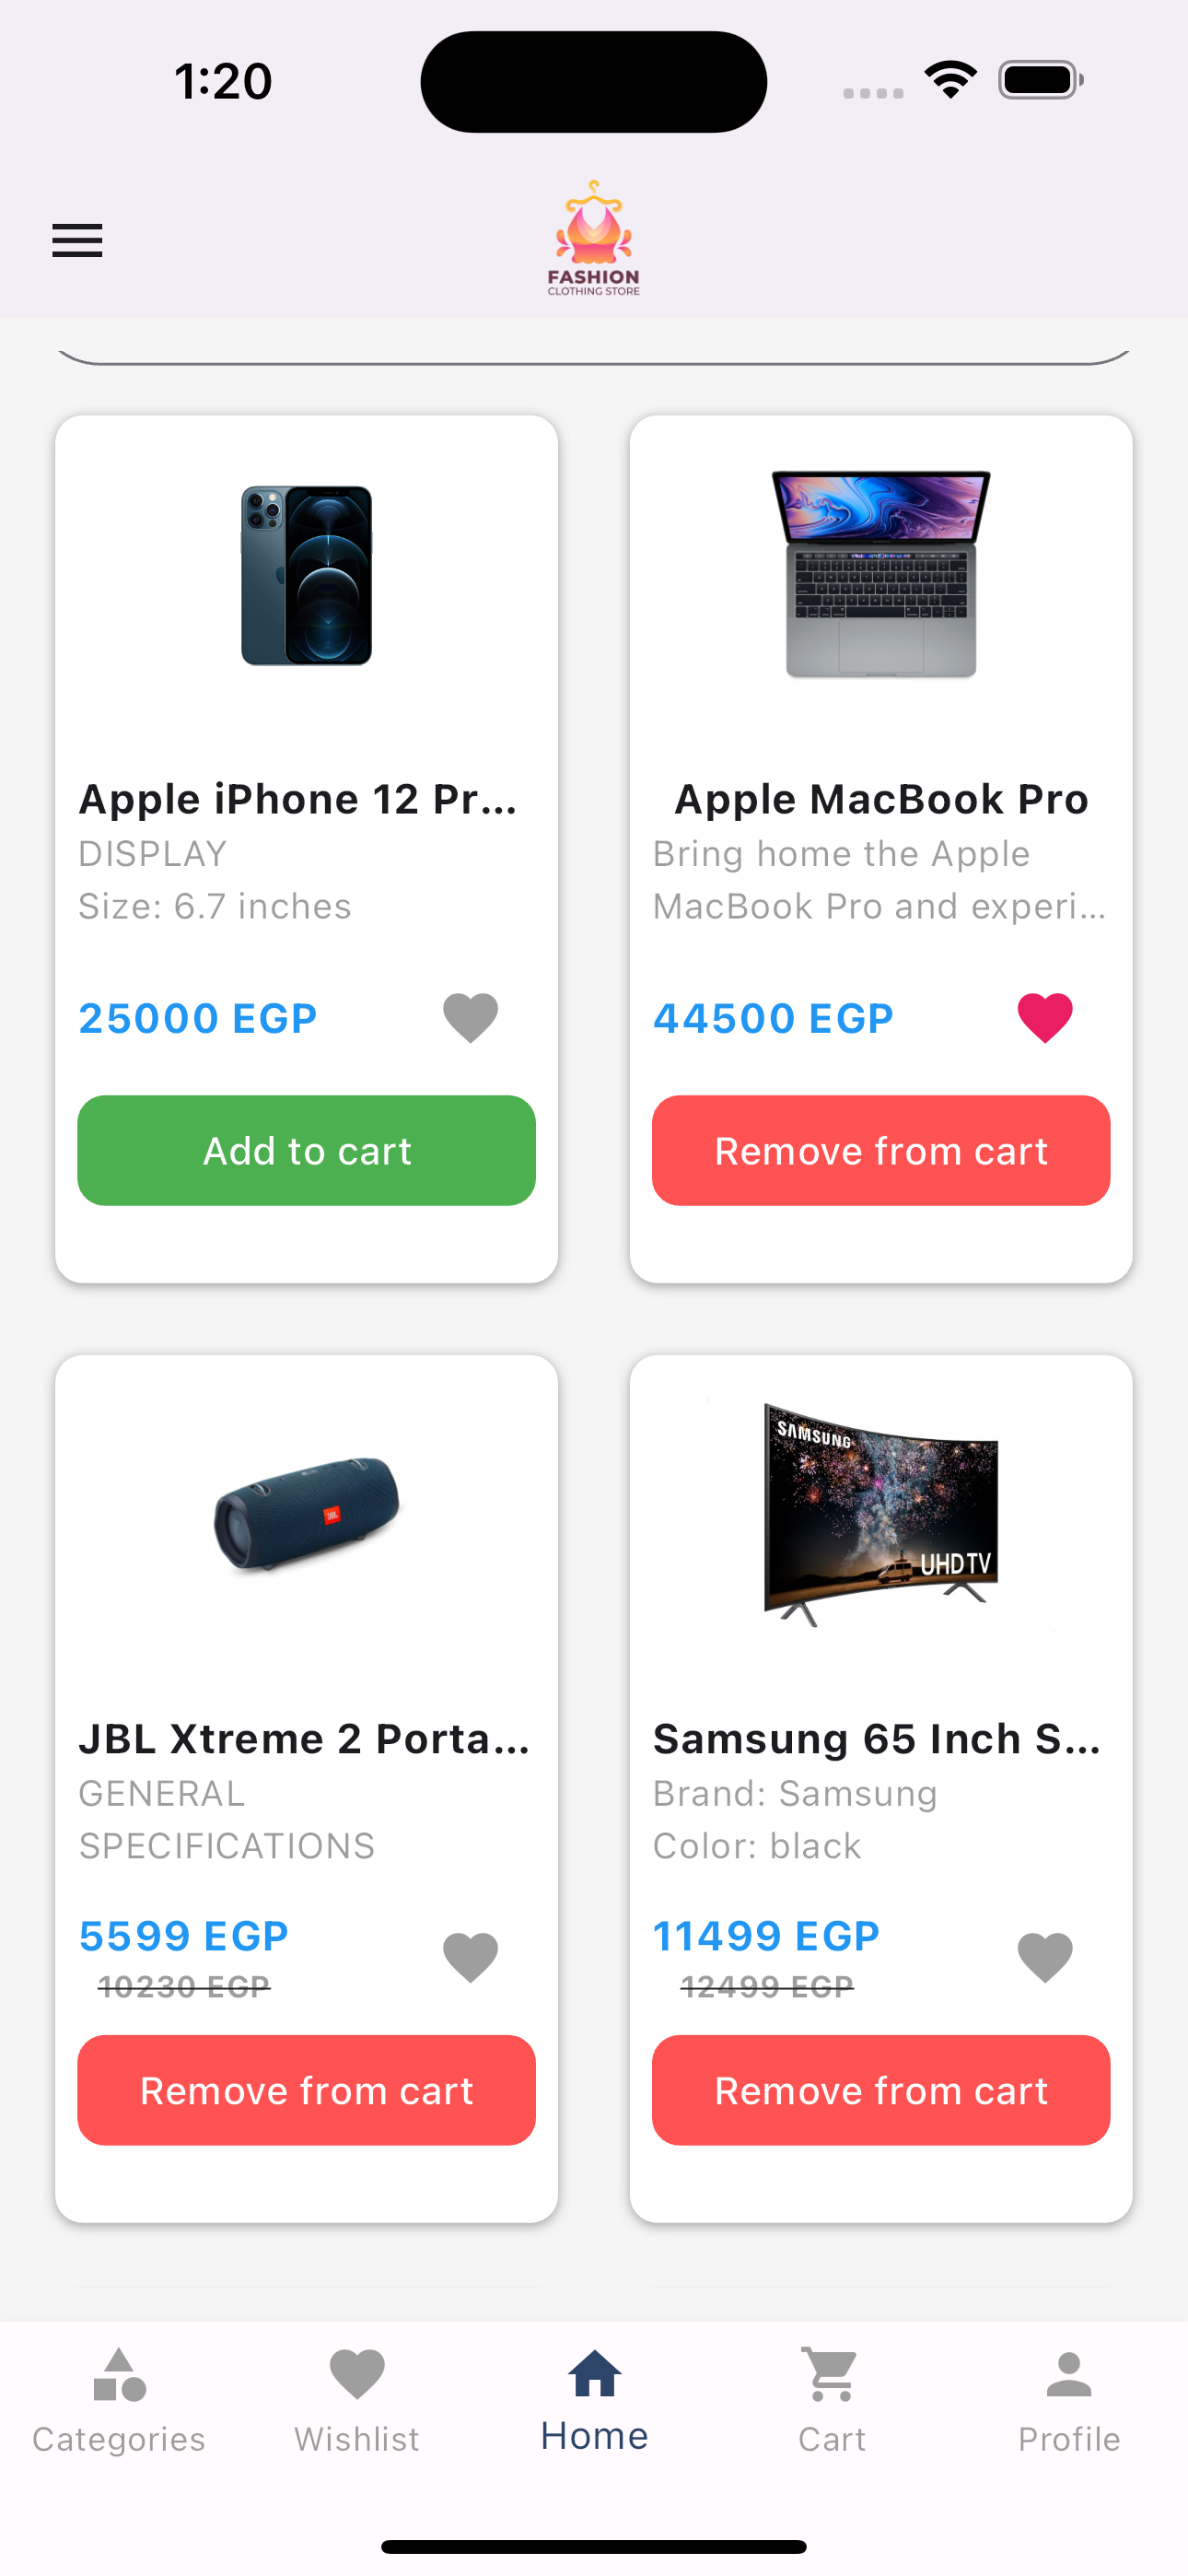 1:20
FASHION
CLOTHING STORE
Apple iPhone 12 Pr...
DISPLAY
Size: 6.7 inches
25000 EGP
Add to cart
Apple MacBook Pro
Bring home the Apple
MacBook Pro and experi...
44500 EGP
Remove from cart
JBL
JBL Xtreme 2 Porta...
GENERAL
SPECIFICATIONS
5599 EGP
10230 EGP
Remove from cart
SAMSUNG
UHD TV
Samsung 65 Inch S...
Brand: Samsung
Color: black
11499 EGP
12499 EGP
Remove from cart
Categories
Wishlist
Home
Cart
Profile